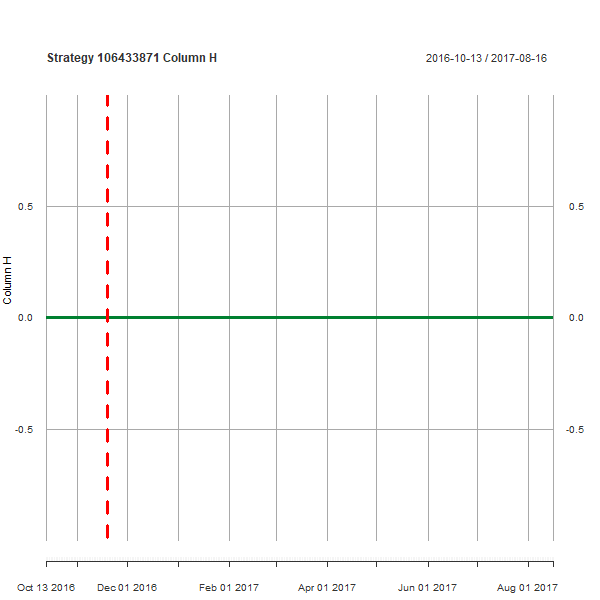 Strategy 106433871 Column H
2016-10-13 / 2017-08-16
0.5
0.5
Column H
0.0
0.0
-0.5
-0.5
Oct 13 2016
Dec 01 2016
Feb 01 2017
Apr 01 2017
Jun 01 2017
Aug 01 2017